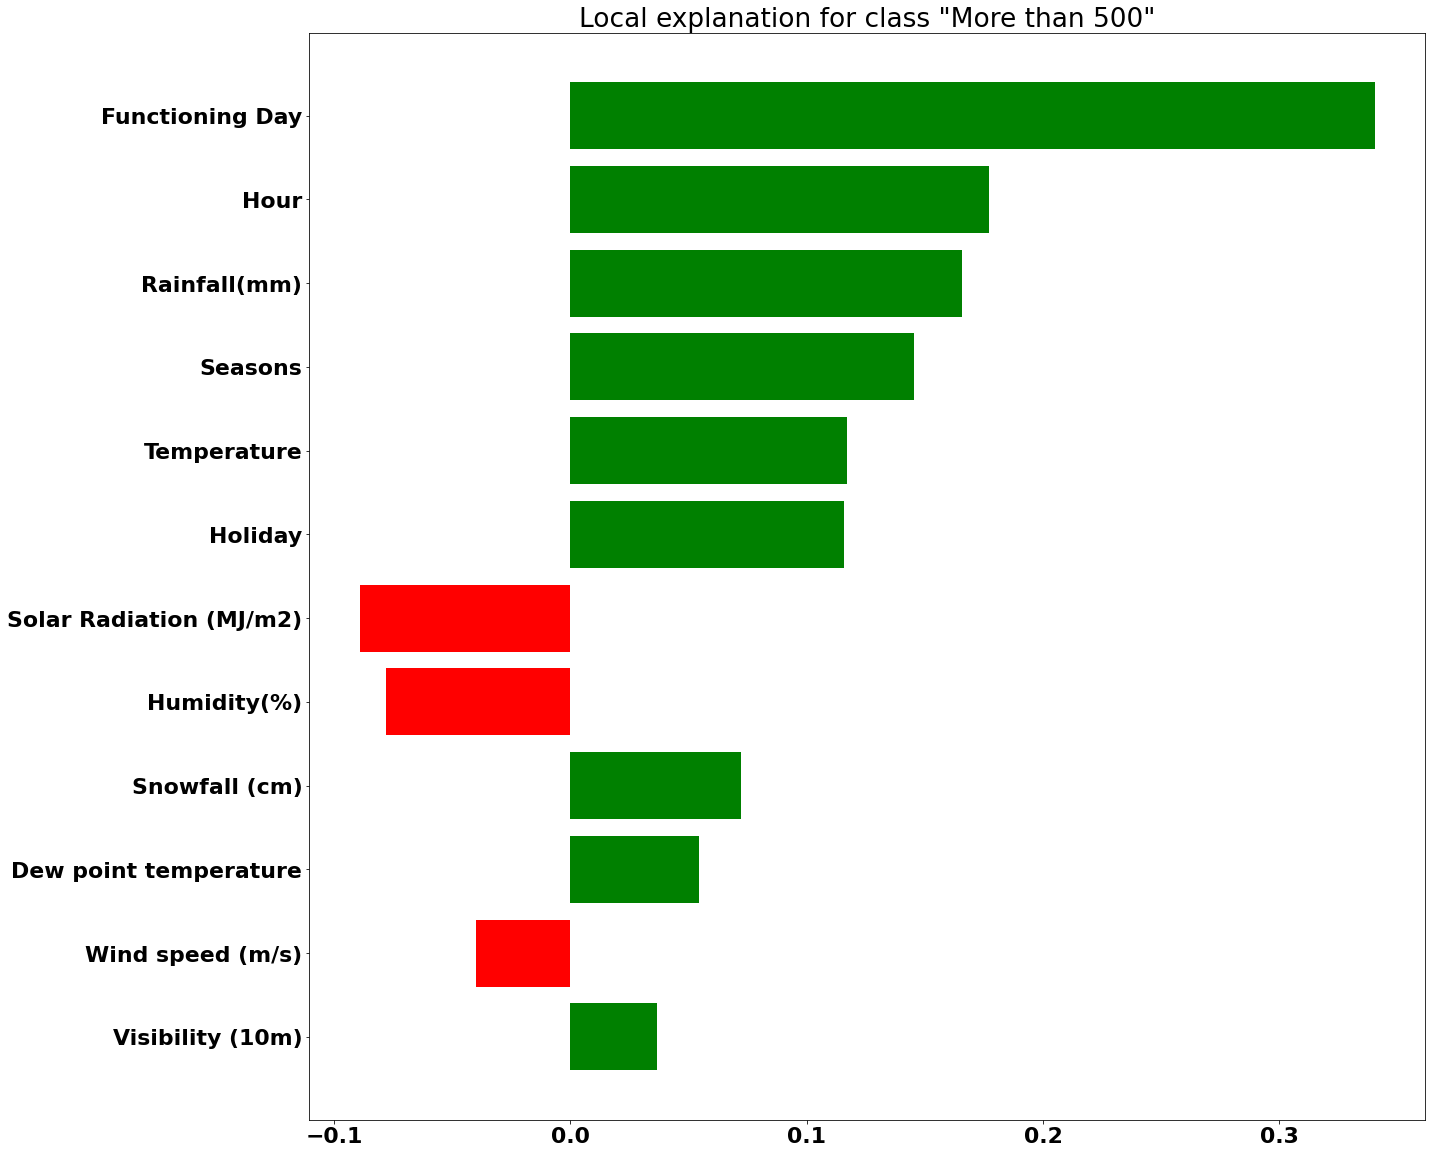 Local explanation for class "More than 500"
Functioning Day
Hour
Rainfall(mm)
Seasons
Temperature
Holiday
Solar Radiation (MJ/m2)
Humidity(%)
Snowfall (cm)
Dew point temperature
Wind speed (m/s)
Visibility (10m)
−0.1 0.0 0.1 0.2 0.3